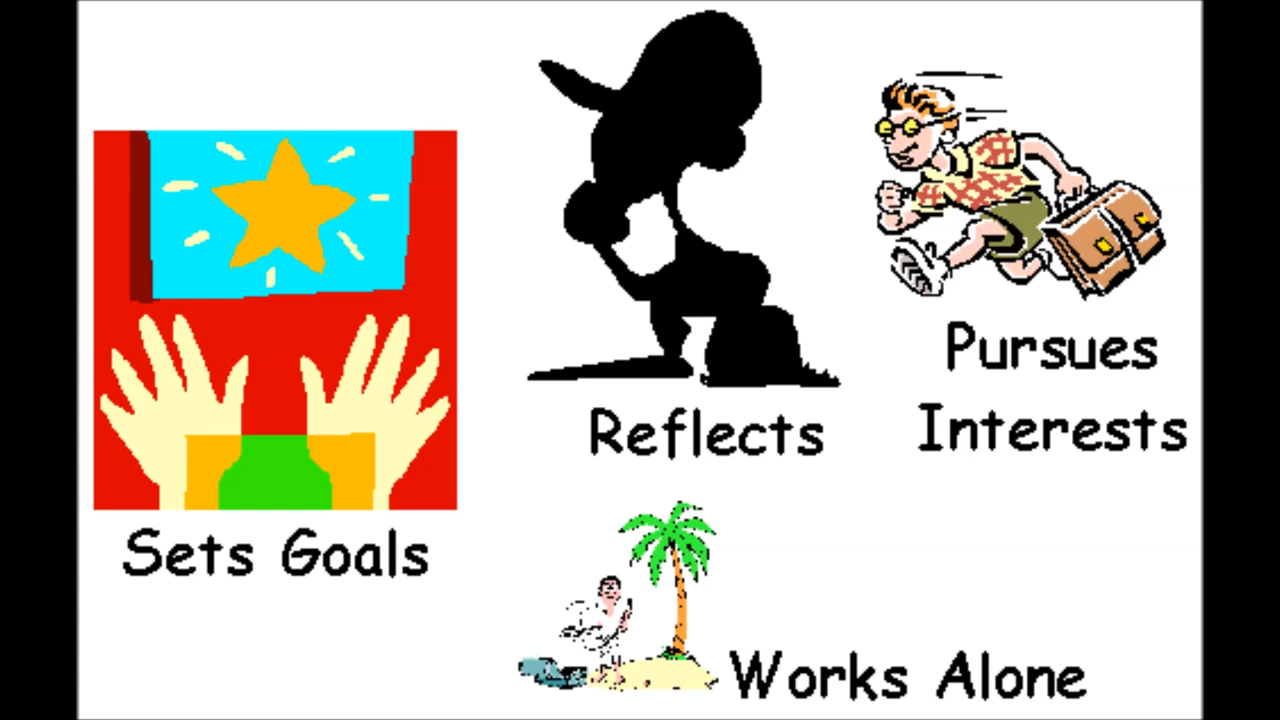 Sets Goals
Reflects
Pursues
Interests
Works Alone